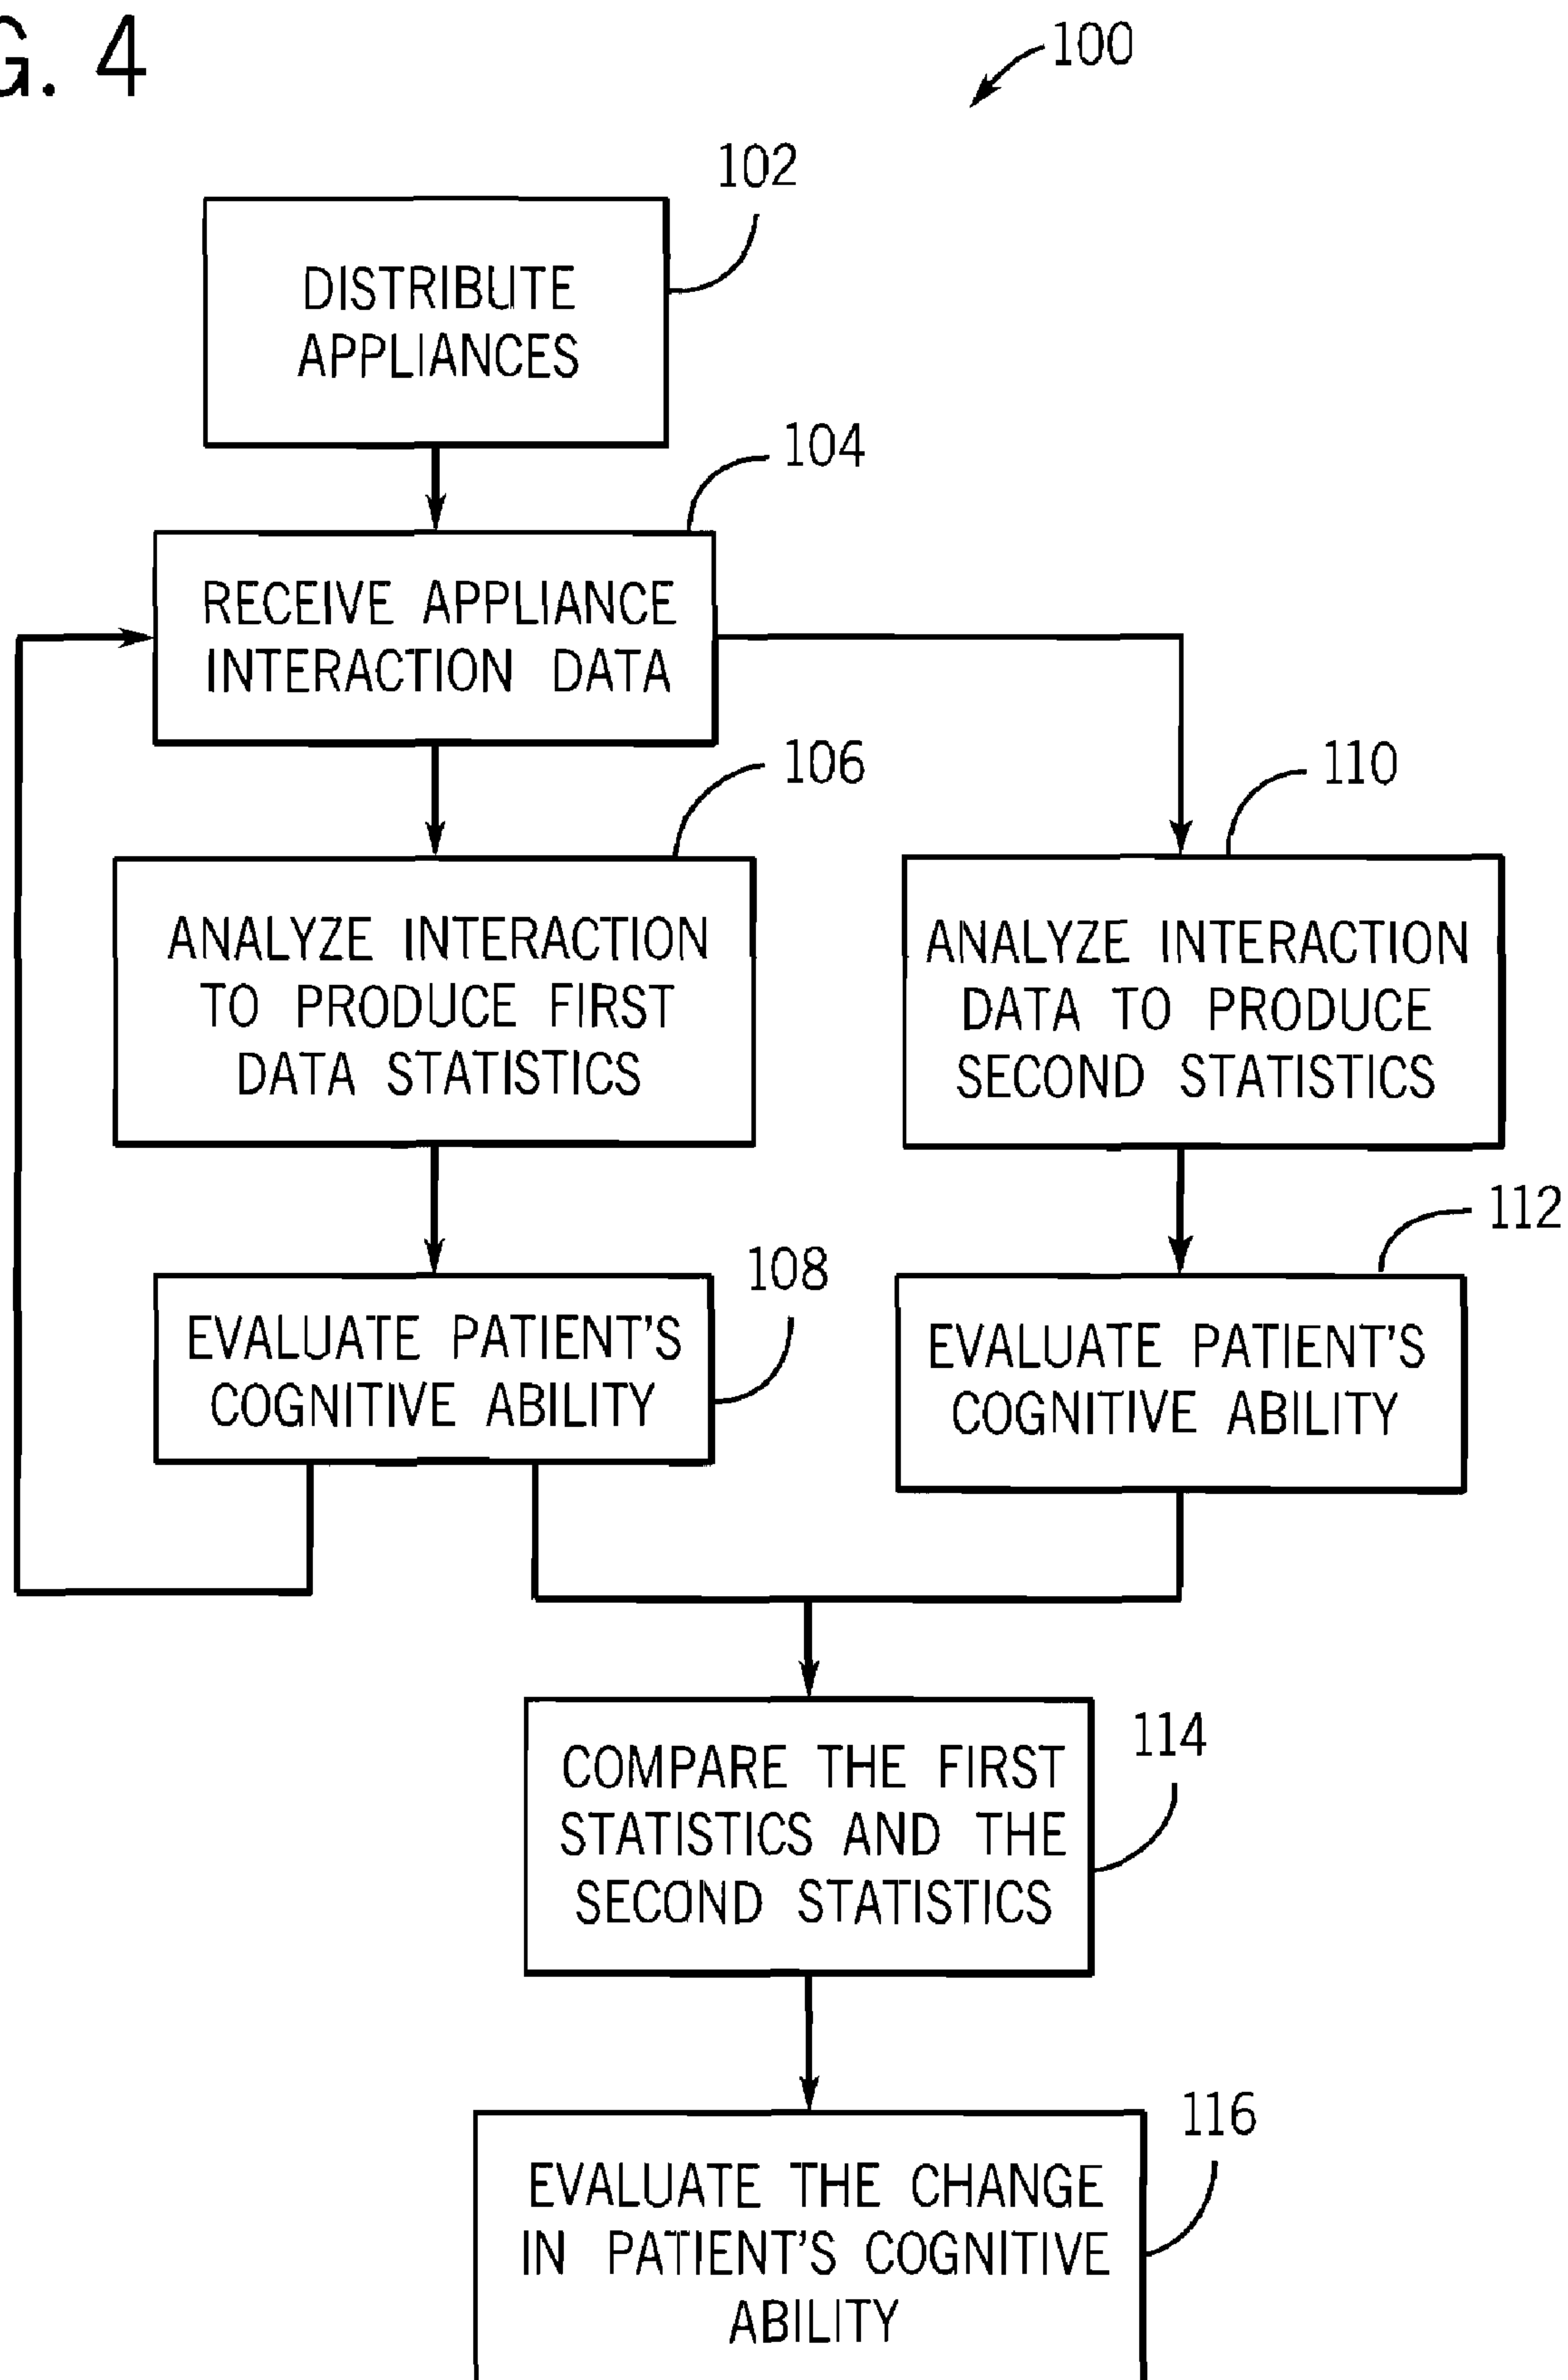 G. 4
100
102
DISTRIBUTE
APPLIANCES
104
RECEIVE APPLIANCE
INTERACTION DATA
106
ANALYZE INTERACTION
TO PRODUCE FIRST
DATA STATISTICS
110
ANALYZE INTERACTION
DATA TO PRODUCE
SECOND STATISTICS
108
EVALUATE PATIENT'S
COGNITIVE ABILITY
112
EVALUATE PATIENT'S
COGNITIVE ABILITY
114
COMPARE THE FIRST
STATISTICS AND THE
SECOND STATISTICS
116
EVALUATE THE CHANGE
IN PATIENT'S COGNITIVE
ABILITY